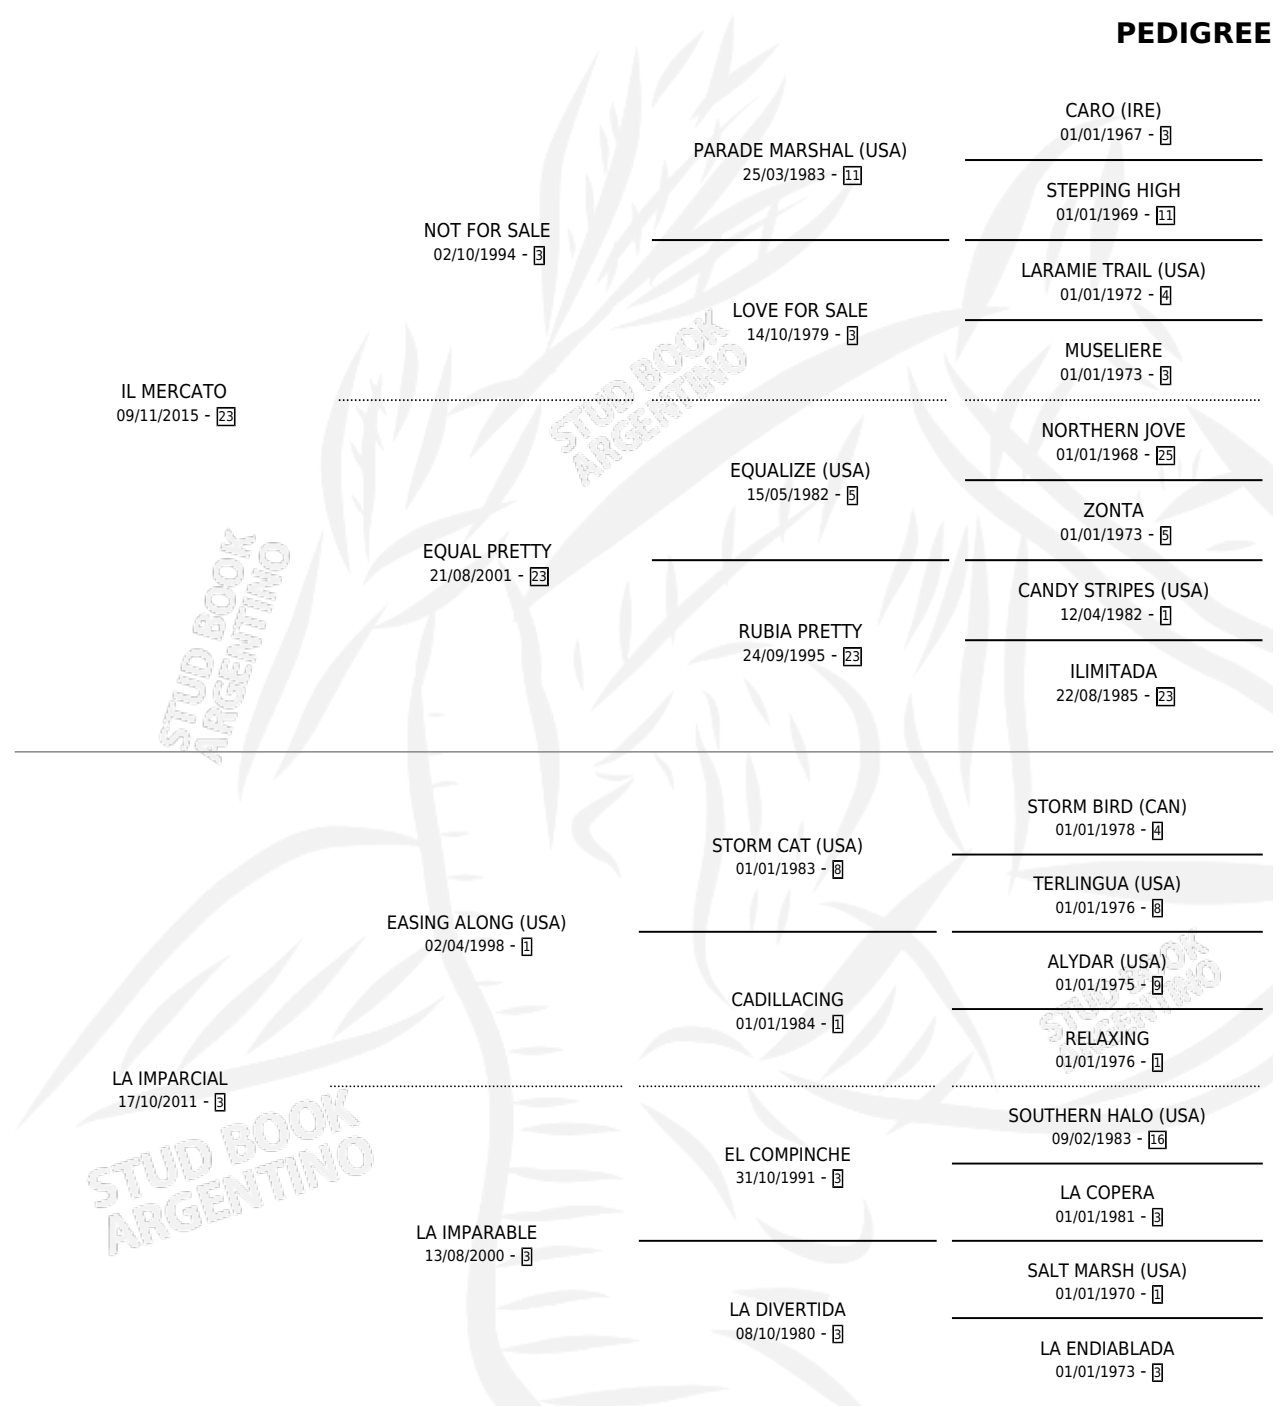 PEDIGREE
CARO (IRE)
01/01/1967 - 3
PARADE MARSHAL (USA)
25/03/1983 - 11
STEPPING HIGH
01/01/1969 - 11
NOT FOR SALE
02/10/1994 - 3
LARAMIE TRAIL (USA)
01/01/1972 - 4
LOVE FOR SALE
14/10/1979 - 3
MUSELIERE
01/01/1973 - 3
IL MERCATO
09/11/2015 - 23
STUD BOOK
ARGENTINO
NORTHERN JOVE
01/01/1968 - 25
EQUALIZE (USA)
15/05/1982 - 5
ZONTA
01/01/1973 - 5
EQUAL PRETTY
21/08/2001 - 23
CANDY STRIPES (USA)
12/04/1982 - 1
RUBIA PRETTY
24/09/1995 - 23
ILIMITADA
22/08/1985 - 23
STUD BOOK
ARGENTINO
STORM BIRD (CAN)
01/01/1978 - 4
STORM CAT (USA)
01/01/1983 - 8
TERLINGUA (USA)
01/01/1976 - 8
EASING ALONG (USA)
02/04/1998 - 1
ALYDAR (USA)
01/01/1975 - 9
CADILLACING
01/01/1984 - 1
STUD BOOK
ARGENTINO
RELAXING
01/01/1976 - 1
LA IMPARCIAL
17/10/2011 - 3
SOUTHERN HALO (USA)
09/02/1983 - 16
EL COMPINCHE
31/10/1991 - 3
STUD BOOK
ARGENTINO
LA COPERA
01/01/1981 - 3
LA IMPARABLE
13/08/2000 - 3
SALT MARSH (USA)
01/01/1970 - 1
LA DIVERTIDA
08/10/1980 - 3
LA ENDIABLADA
01/01/1973 - 3